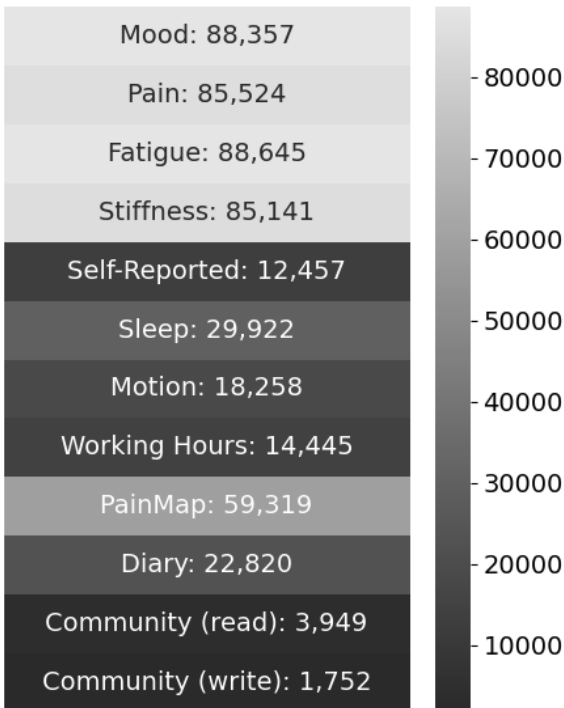 Mood: 88,357
Pain: 85,524
Fatigue: 88,645
Stiffness: 85,141
Self-Reported: 12,457
Sleep: 29,922
Motion: 18,258
Working Hours: 14,445
PainMap: 59,319
Diary: 22,820
Community (read): 3,949
Community (write): 1,752
80000
70000
60000
50000
40000
30000
20000
10000